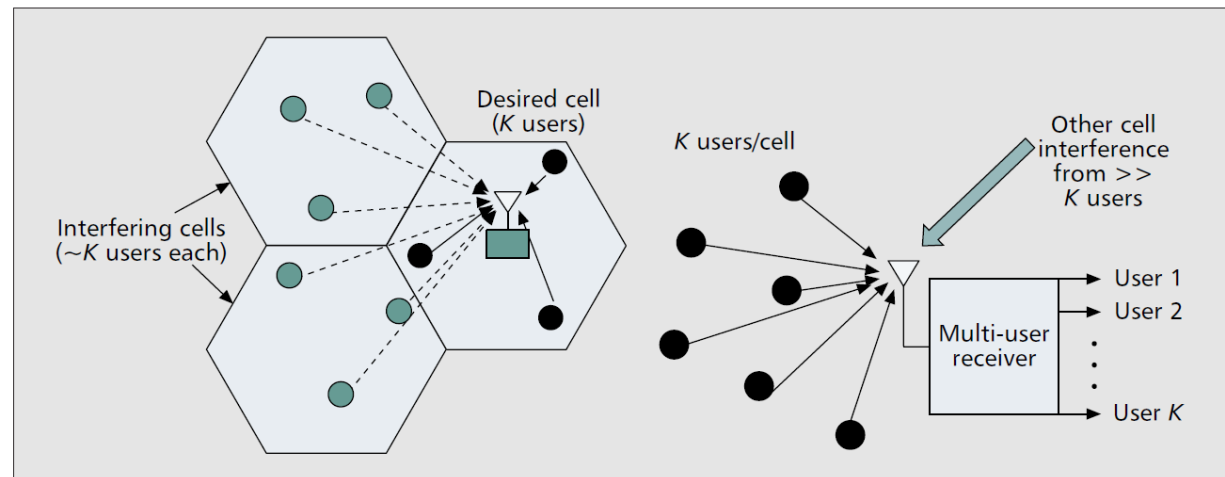 Desired cell
(K users)
Interfering cells
(~K users each)
K users/cell
Other cell
interference
from >>
K users
Multi-user
receiver
User 1
User 2
.
.
.
User K